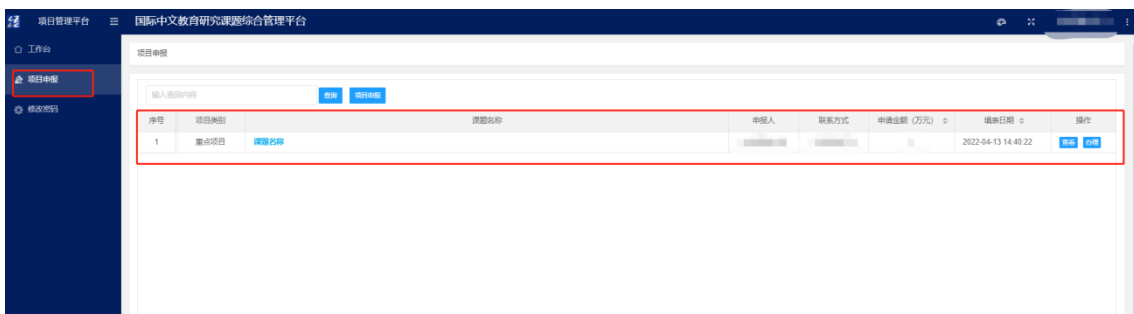 项目管理平台 国际中文教育研究课题综合管理平台
工作台
项目申报
项目申报
修改密码
输入查询内容 查询 项目申报
序号 项目类别 课题名称 申报人 联系方式 申请金额（万元） 填表日期 操作
1 重点项目 课题名称 2022-04-13 14:40:22 查看 办理